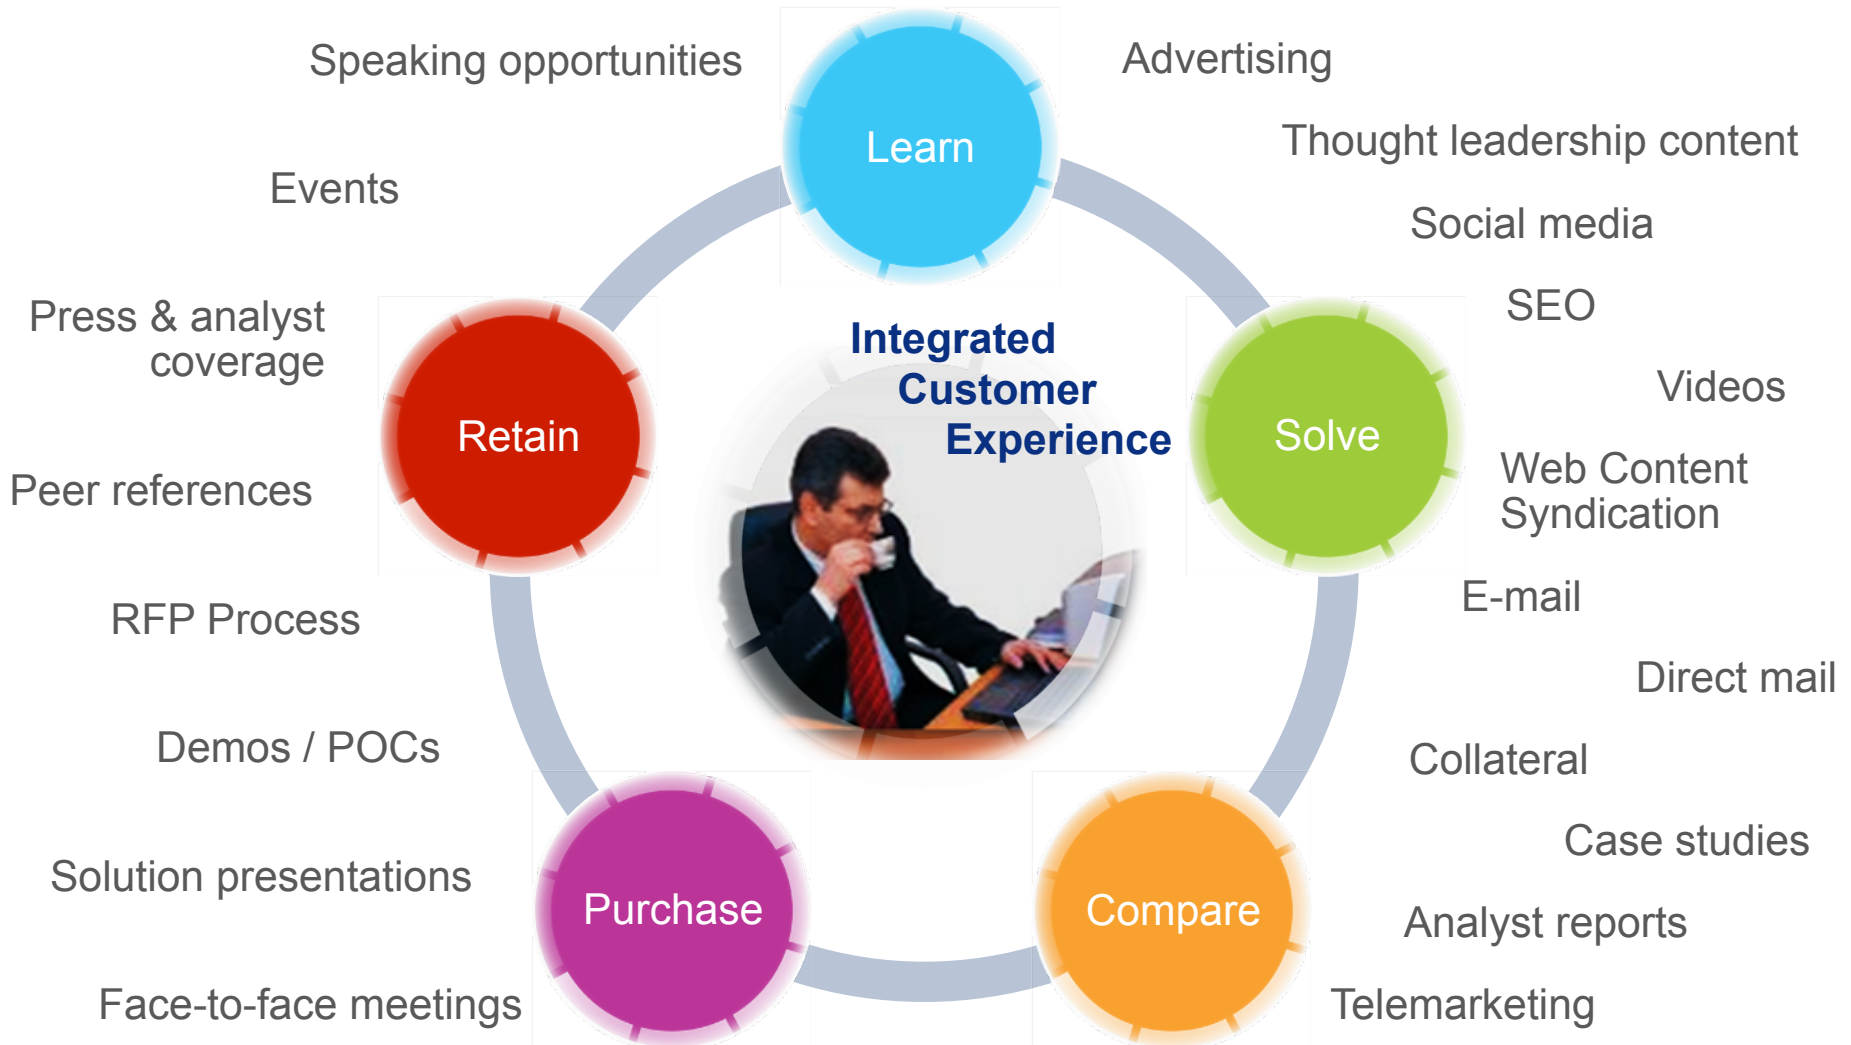 Speaking opportunities
Advertising
Learn
Thought leadership content
Events
Social media
Press & analyst
coverage
SEO
Integrated
Customer
Experience
Videos
Retain
Solve
Peer references
Web Content
Syndication
RFP Process
E-mail
Direct mail
Demos / POCs
Collateral
Case studies
Solution presentations
Purchase
Compare
Analyst reports
Face-to-face meetings
Telemarketing